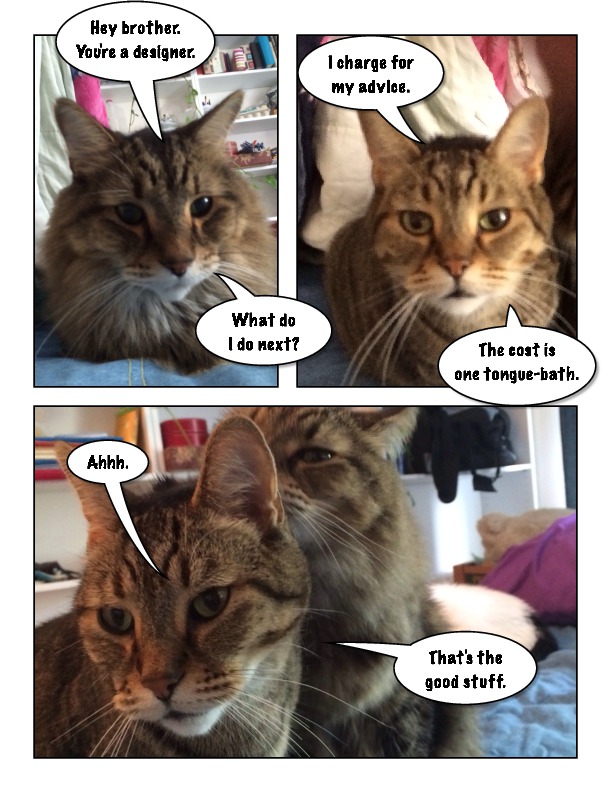 Hey brother.
You're a designer.
What do
I do next?
I charge for
my advice.
The cost is
one tongue-bath.
Ahhh.
That's the
good stuff.